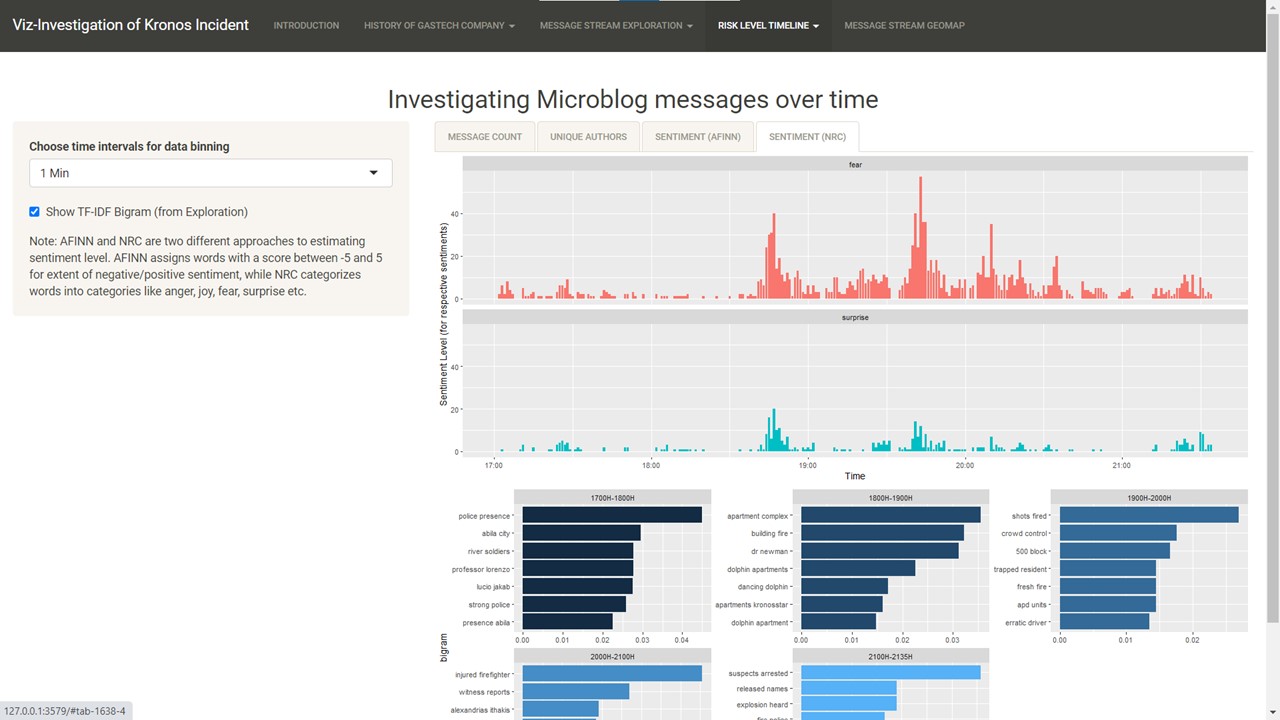 Viz-Investigation of Kronos Incident
INTRODUCTION
HISTORY OF GASTECH COMPANY
MESSAGE STREAM EXPLORATION
RISK LEVEL TIMELINE
MESSAGE STREAM GEOMAP
Investigating Microblog messages over time
Choose time intervals for data binning
1 Min
Show TF-IDF Bigram (from Exploration)
Note: AFINN and NRC are two different approaches to estimating
sentiment level. AFINN assigns words with a score between -5 and 5
for extent of negative/positive sentiment, while NRC categorizes
words into categories like anger, joy, fear, surprise etc.
MESSAGE COUNT
UNIQUE AUTHORS
SENTIMENT (AFINN)
SENTIMENT (NRC)
fear
40
20
0
Sentiment Level (for respective sentiments)
surprise
40
20
0
17:00 18:00 19:00 20:00 21:00
Time
bigram
1700H-1800H
police presence
abila city
river soldiers
professor lorenzo
lucio jakab
strong police
presence abila
0.00 0.01 0.02 0.03 0.04
1800H-1900H
apartment complex
building fire
dr newman
dolphin apartments
dancing dolphin
apartments kronosstar
dolphin apartment
0.00 0.01 0.02 0.03
1900H-2000H
shots fired
crowd control
500 block
trapped resident
fresh fire
apd units
erratic driver
0.00 0.01 0.02
2000H-2100H
injured firefighter
witness reports
alexandrias ithakis
2100H-2135H
suspects arrested
released names
explosion heard
127.0.0.1:3579/#tab-1638-4